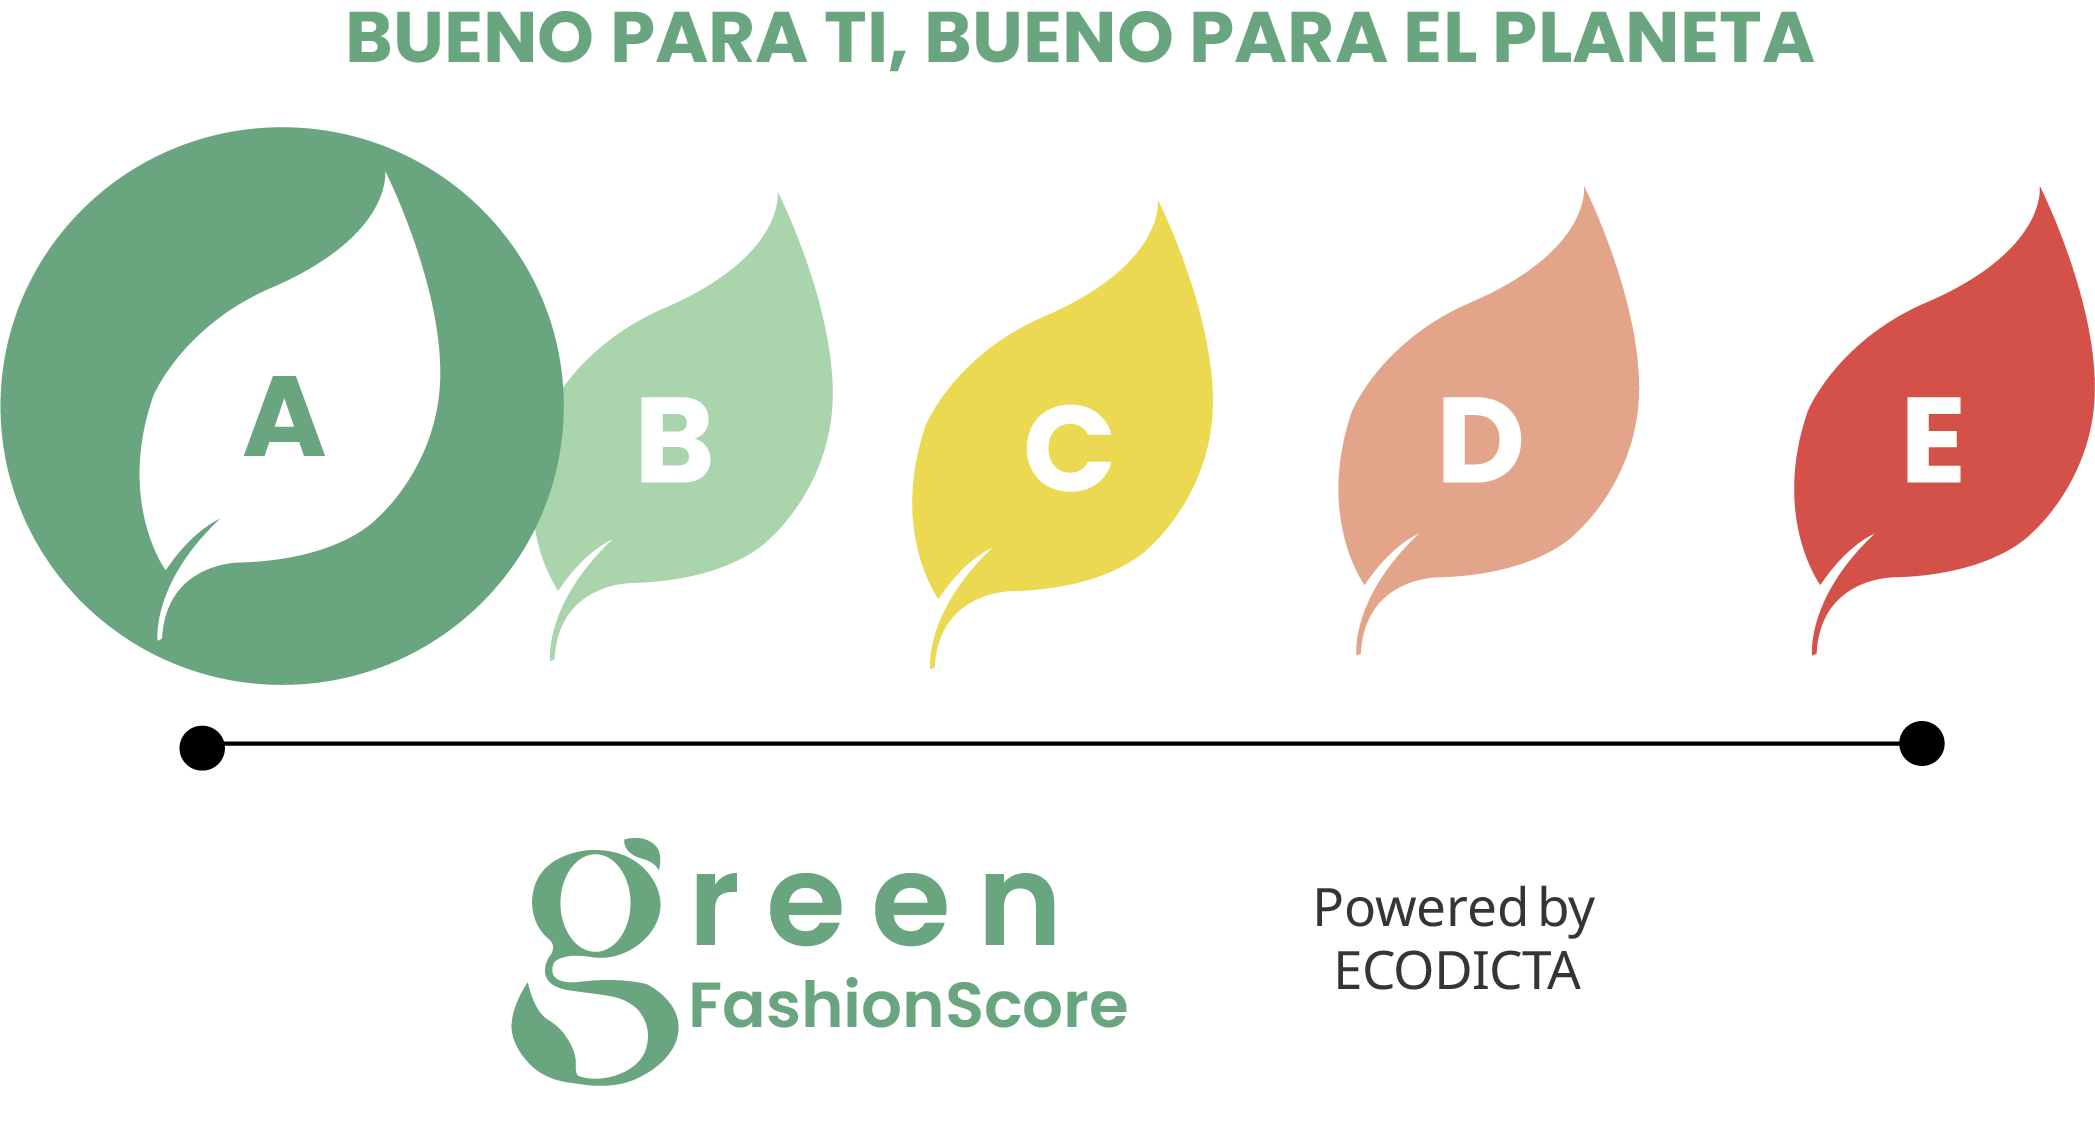 BUENO PARA TI, BUENO PARA EL PLANETA
A B C D E
green
FashionScore
Powered by
ECODICTA